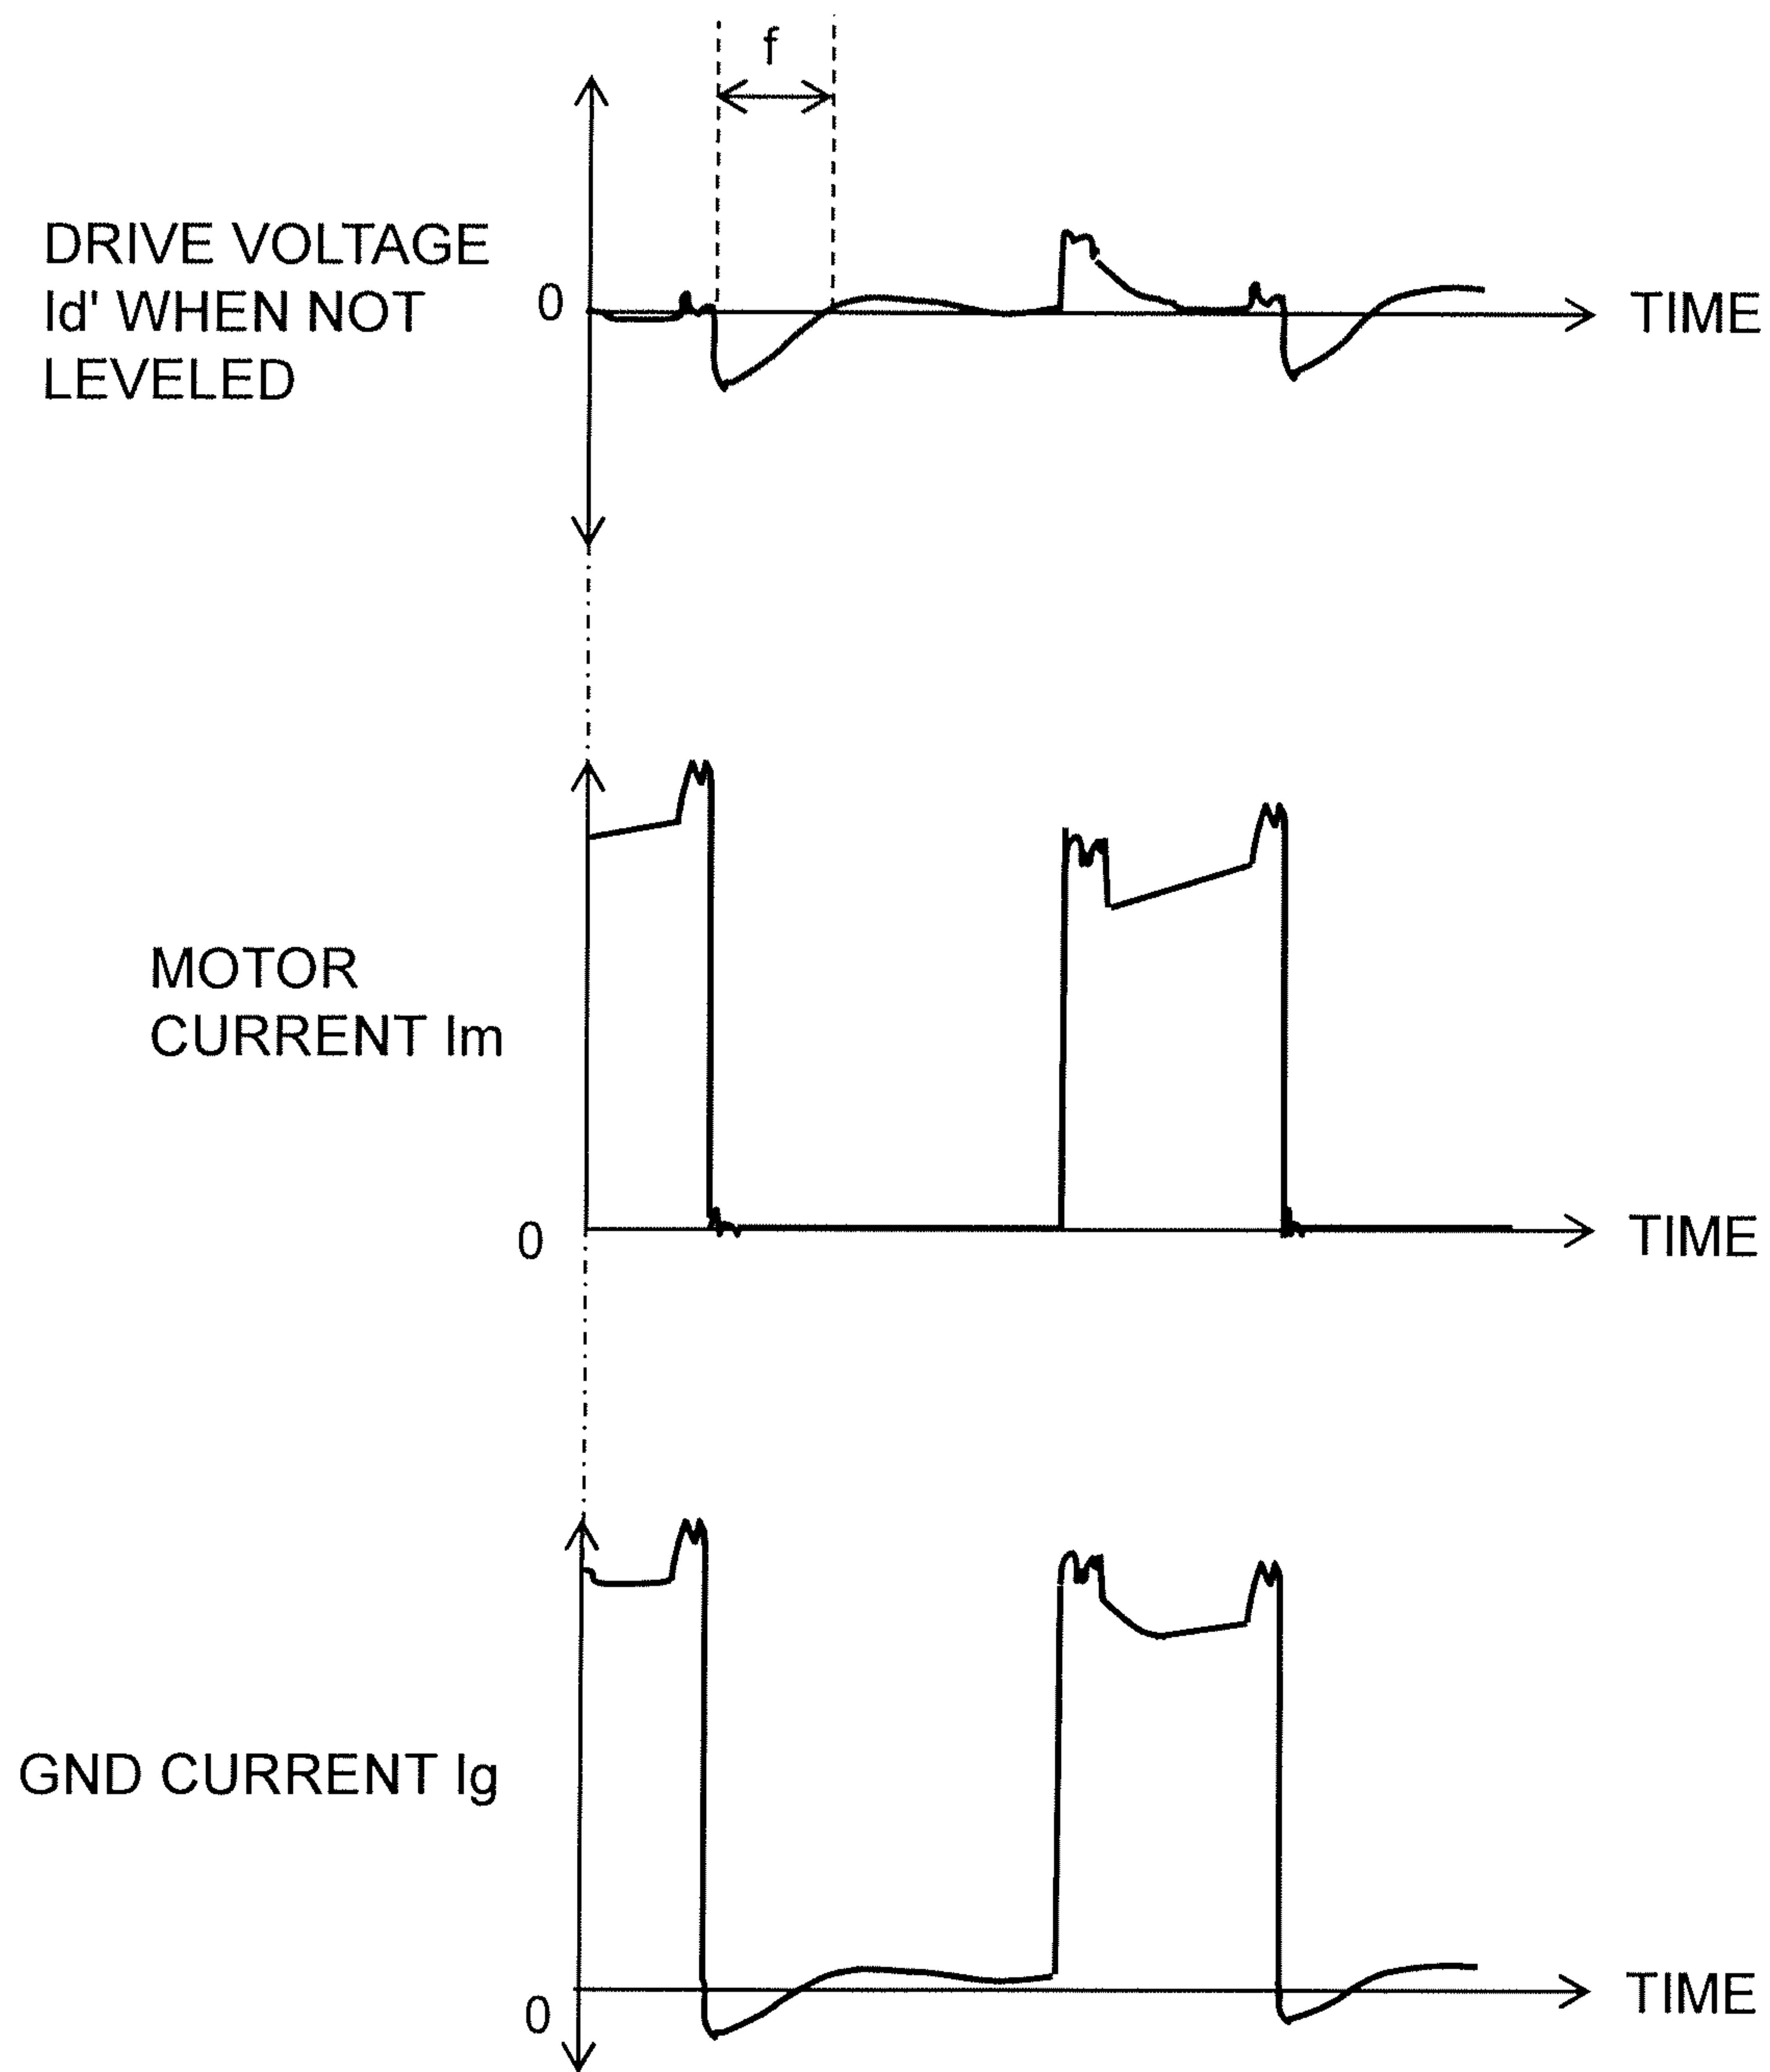 f
DRIVE VOLTAGE
Id' WHEN NOT
LEVELED
0
TIME
MOTOR
CURRENT Im
0
TIME
GND CURRENT Ig
0
TIME